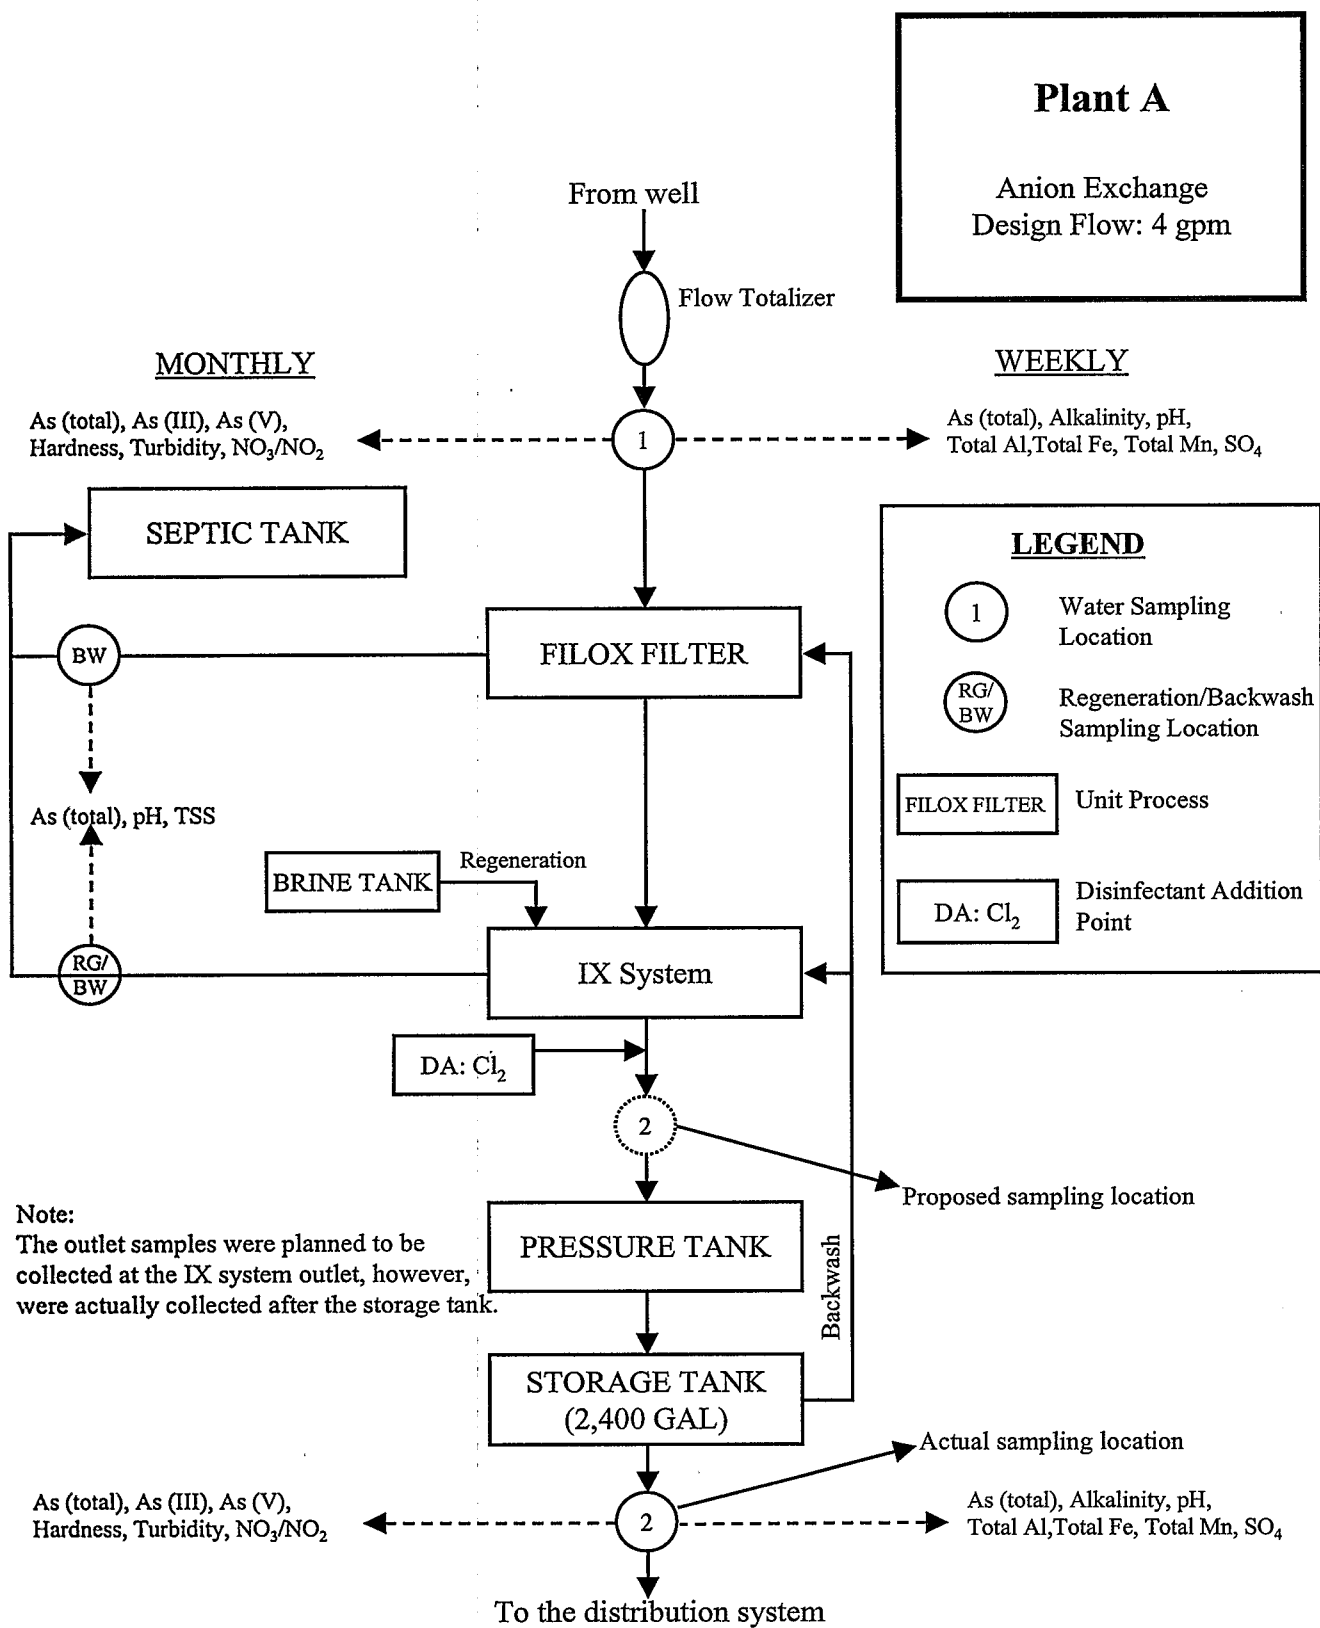 Plant A
Anion Exchange
Design Flow: 4 gpm
From well
Flow Totalizer
MONTHLY
WEEKLY
As (total), As (III), As (V),
Hardness, Turbidity, NO₃/NO₂
1
As (total), Alkalinity, pH,
Total Al,Total Fe, Total Mn, SO₄
SEPTIC TANK
LEGEND
1
Water Sampling
Location
RG/
BW
Regeneration/Backwash
Sampling Location
FILOX FILTER
Unit Process
DA: Cl₂
Disinfectant Addition
Point
BW
FILOX FILTER
As (total), pH, TSS
BRINE TANK
Regeneration
RG/
BW
IX System
DA: Cl₂
2
Proposed sampling location
Note:
The outlet samples were planned to be
collected at the IX system outlet, however,
were actually collected after the storage tank.
PRESSURE TANK
Backwash
STORAGE TANK
(2,400 GAL)
Actual sampling location
As (total), As (III), As (V),
Hardness, Turbidity, NO₃/NO₂
2
As (total), Alkalinity, pH,
Total Al,Total Fe, Total Mn, SO₄
To the distribution system